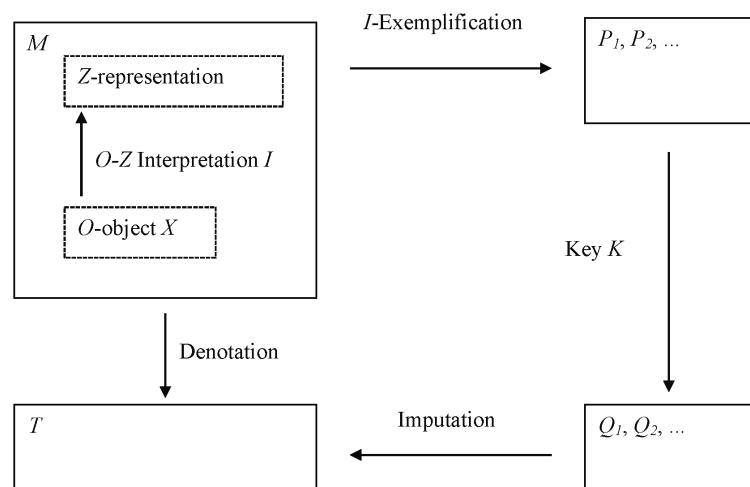 I-Exemplification
M
P1, P2, ...
Z-representation
O-Z Interpretation I
O-object X
Key K
Denotation
Imputation
T
Q1, Q2, ...